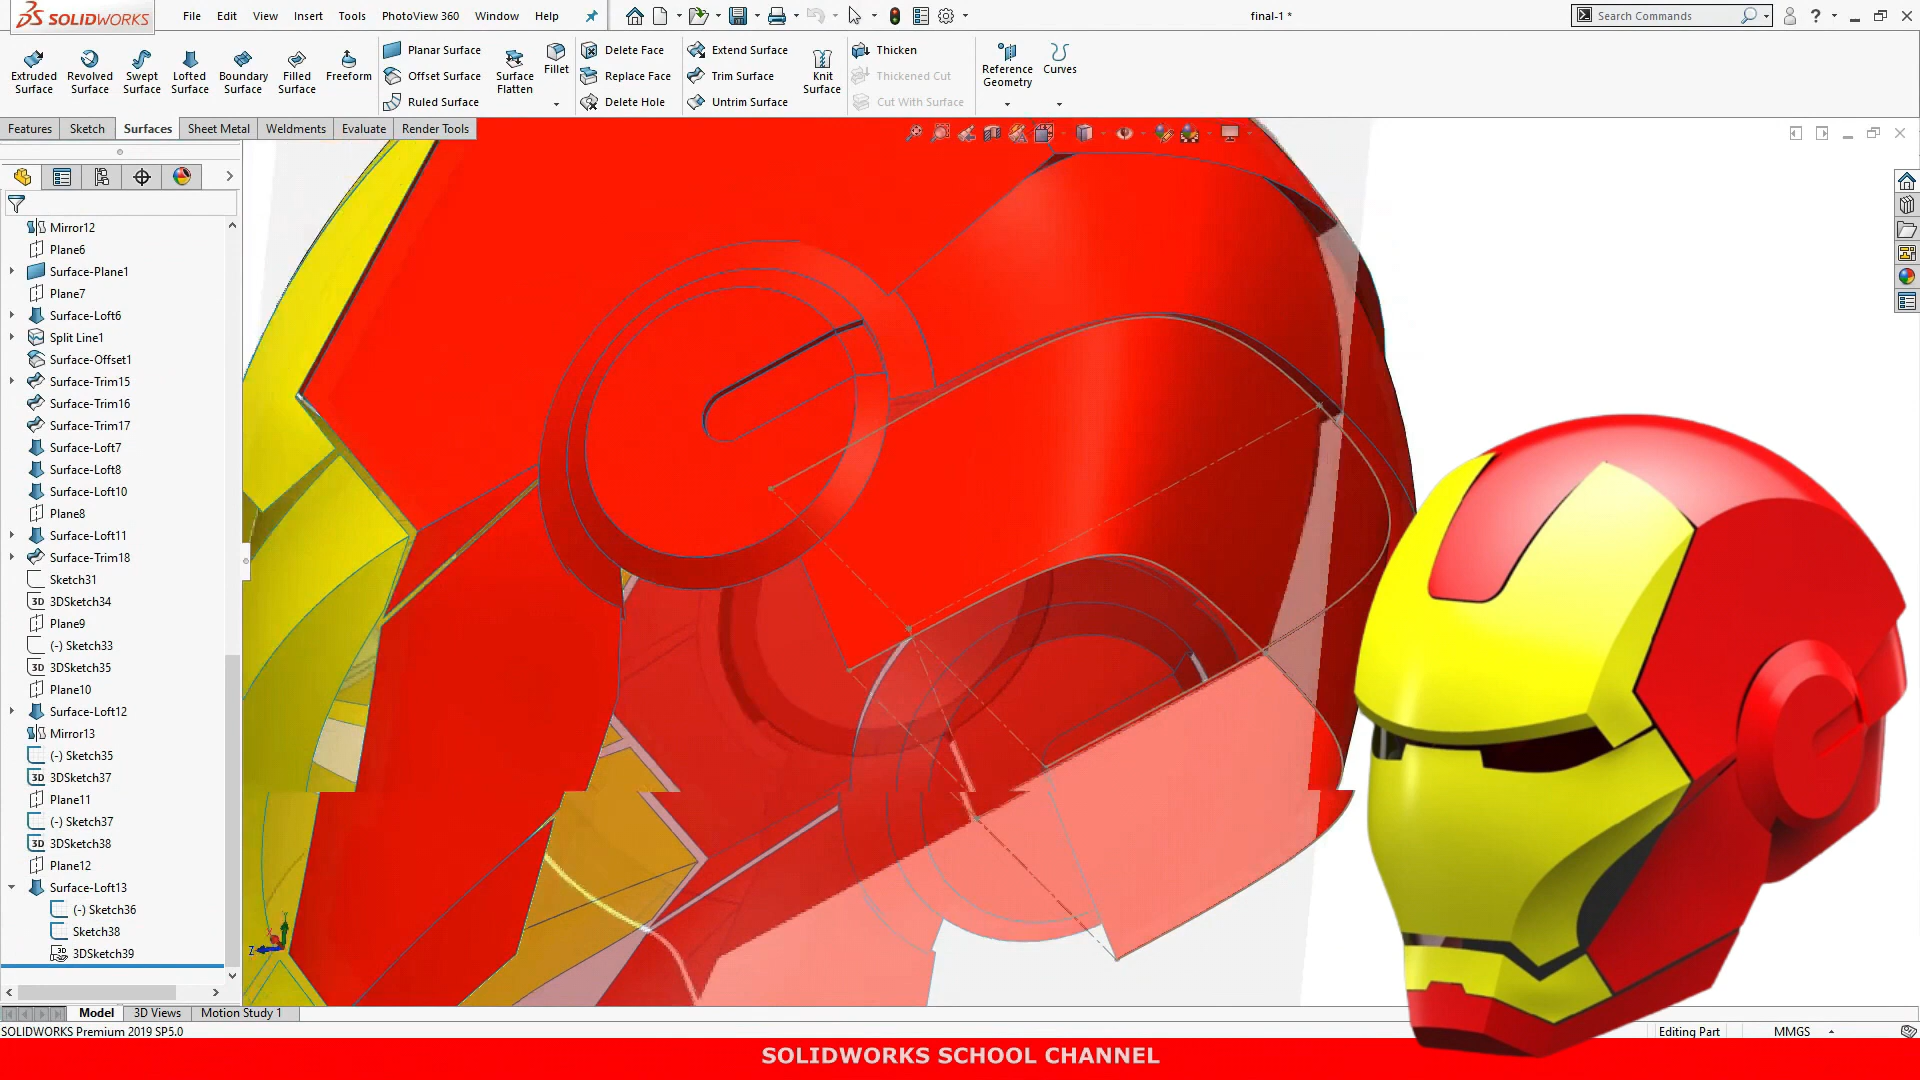 SOLIDWORKS
File Edit View Insert Tools PhotoView 360 Window Help
final-1 *
Search Commands
Extruded Surface
Revolved Surface
Swept Surface
Lofted Surface
Boundary Surface
Filled Surface
Freeform
Planar Surface
Offset Surface
Ruled Surface
Surface Flatten
Fillet
Delete Face
Replace Face
Delete Hole
Extend Surface
Trim Surface
Untrim Surface
Knit Surface
Thicken
Thickened Cut
Cut With Surface
Reference Geometry
Curves
Features Sketch Surfaces Sheet Metal Weldments Evaluate Render Tools
Mirror12
Plane6
Surface-Plane1
Plane7
Surface-Loft6
Split Line1
Surface-Offset1
Surface-Trim15
Surface-Trim16
Surface-Trim17
Surface-Loft7
Surface-Loft8
Surface-Loft10
Plane8
Surface-Loft11
Surface-Trim18
Sketch31
3D 3DSketch34
Plane9
(-) Sketch33
3D 3DSketch35
Plane10
Surface-Loft12
Mirror13
(-) Sketch35
3D 3DSketch37
Plane11
(-) Sketch37
3D 3DSketch38
Plane12
Surface-Loft13
(-) Sketch36
Sketch38
3D 3DSketch39
Y
Z
Model 3D Views Motion Study 1
SOLIDWORKS Premium 2019 SP5.0
Editing Part
MMGS
SOLIDWORKS SCHOOL CHANNEL